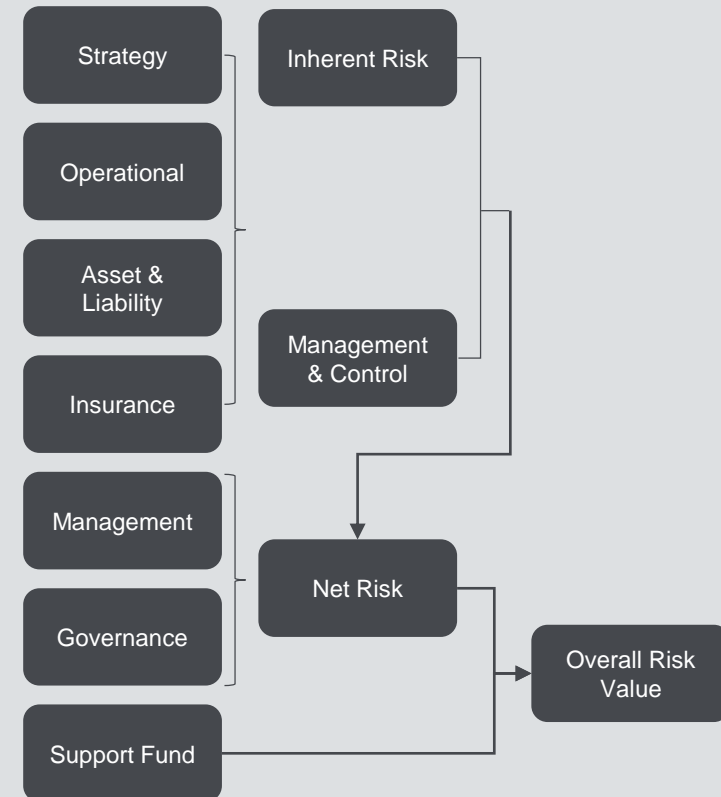 Strategy
Operational
Asset &
Liability
Insurance
Management
Governance
Support Fund
Inherent Risk
Management
& Control
Net Risk
Overall Risk
Value